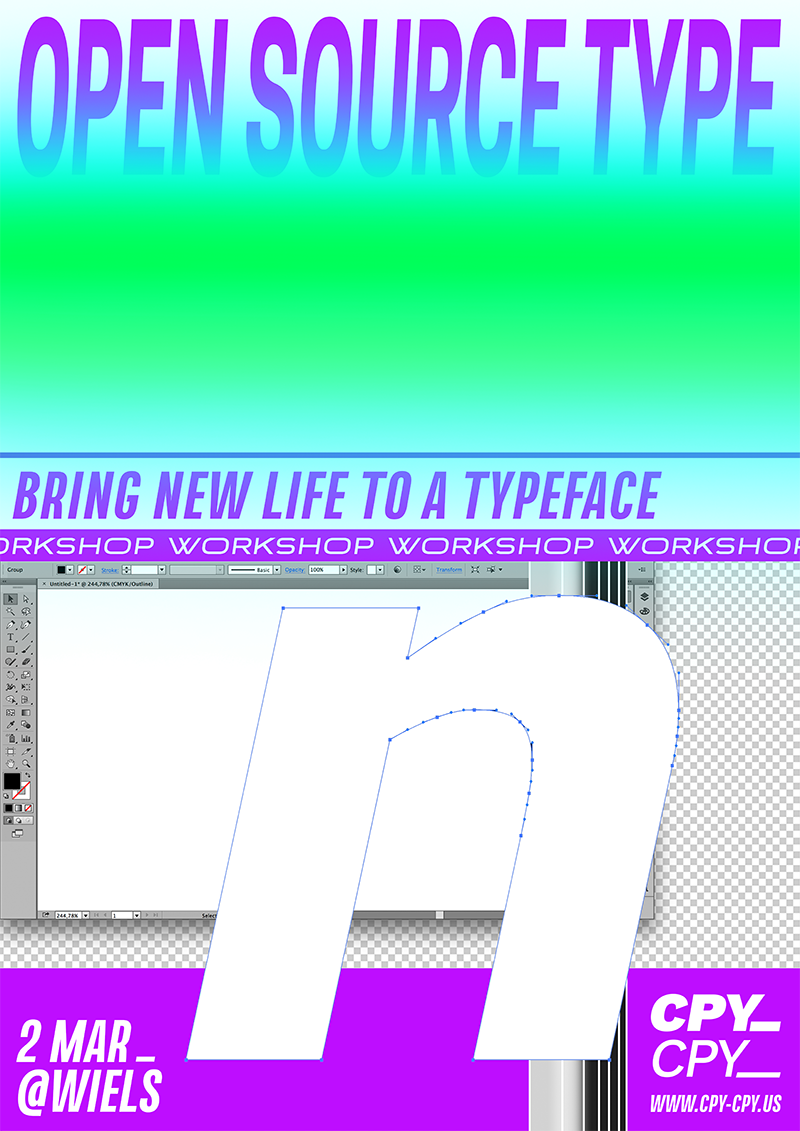 OPEN SOURCE TYPE
BRING NEW LIFE TO A TYPEFACE
ORKSHOP WORKSHOP WORKSHOP WORKSHOP
Group Stroke: Basic Opacity: 100% Style: Transform
× Untitled-1* @ 244,78% (CMYK/Outline)
n
244,78% 1 Select
2 MAR_
@WIELS
CPY_
CPY_
WWW.CPY-CPY.US